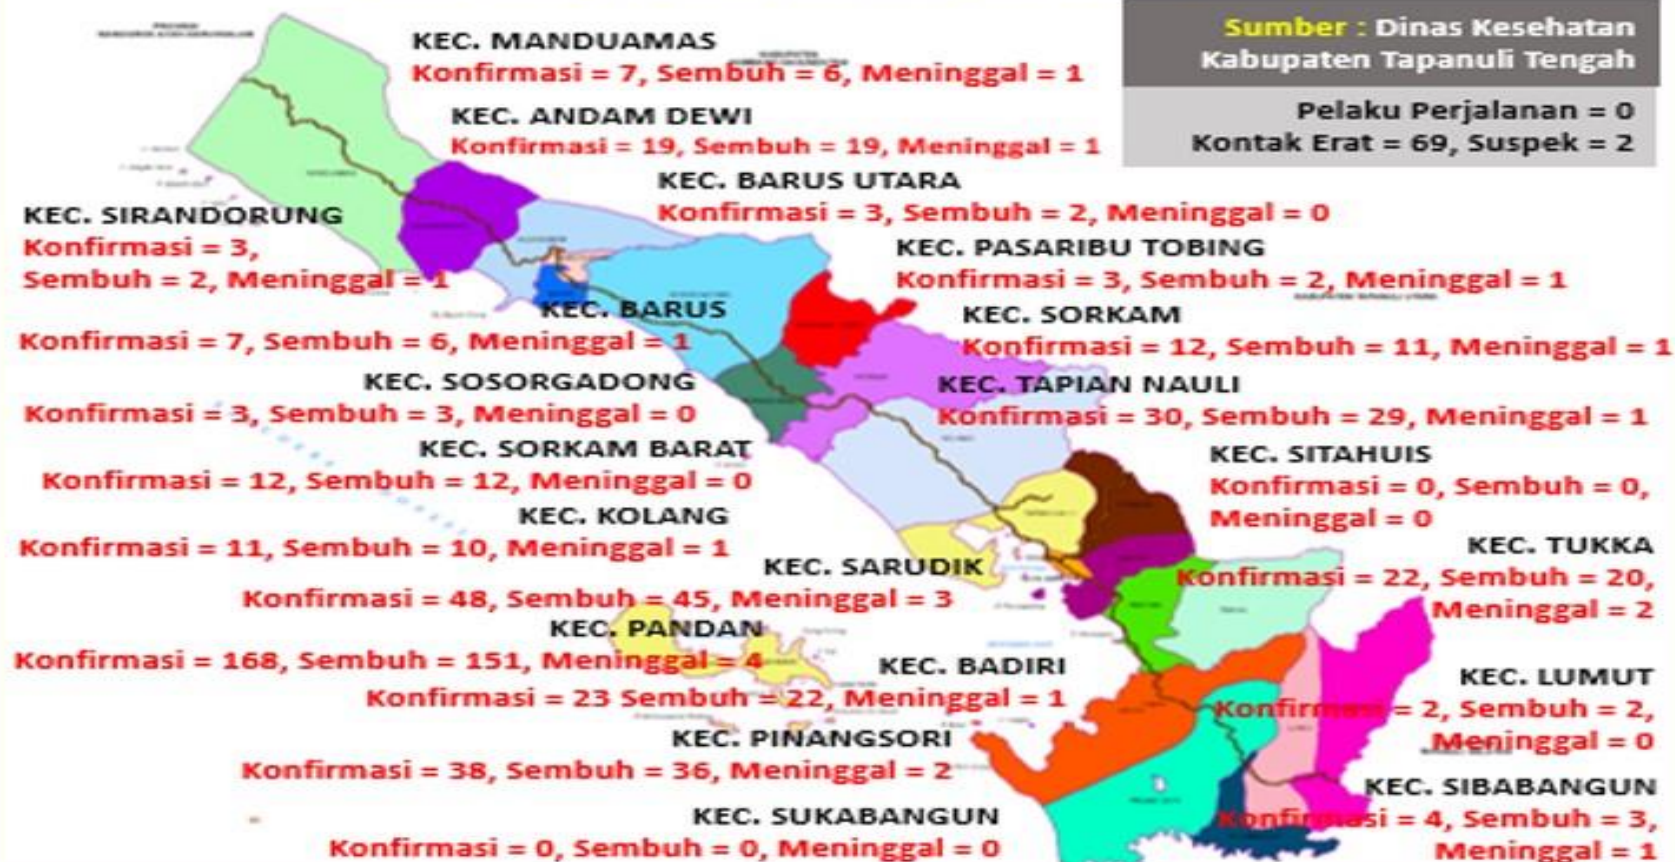 Sumber : Dinas Kesehatan
Kabupaten Tapanuli Tengah
Pelaku Perjalanan = 0
Kontak Erat = 69, Suspek = 2
KEC. MANDUAMAS
Konfirmasi = 7, Sembuh = 6, Meninggal = 1
KEC. ANDAM DEWI
Konfirmasi = 19, Sembuh = 19, Meninggal = 1
KEC. BARUS UTARA
Konfirmasi = 3, Sembuh = 2, Meninggal = 0
KEC. SIRANDORUNG
Konfirmasi = 3,
Sembuh = 2, Meninggal = 1
KEC. PASARIBU TOBING
Konfirmasi = 3, Sembuh = 2, Meninggal = 1
KEC. BARUS
Konfirmasi = 7, Sembuh = 6, Meninggal = 1
KEC. SORKAM
Konfirmasi = 12, Sembuh = 11, Meninggal = 1
KEC. SOSORGADONG
Konfirmasi = 3, Sembuh = 3, Meninggal = 0
KEC. TAPIAN NAULI
Konfirmasi = 30, Sembuh = 29, Meninggal = 1
KEC. SORKAM BARAT
Konfirmasi = 12, Sembuh = 12, Meninggal = 0
KEC. SITAHUIS
Konfirmasi = 0, Sembuh = 0,
Meninggal = 0
KEC. KOLANG
Konfirmasi = 11, Sembuh = 10, Meninggal = 1
KEC. TUKKA
Konfirmasi = 22, Sembuh = 20,
Meninggal = 2
KEC. SARUDIK
Konfirmasi = 48, Sembuh = 45, Meninggal = 3
KEC. PANDAN
Konfirmasi = 168, Sembuh = 151, Meninggal = 4
KEC. BADIRI
Konfirmasi = 23 Sembuh = 22, Meninggal = 1
KEC. LUMUT
Konfirmasi = 2, Sembuh = 2,
Meninggal = 0
KEC. PINANGSORI
Konfirmasi = 38, Sembuh = 36, Meninggal = 2
KEC. SIBABANGUN
Konfirmasi = 4, Sembuh = 3,
Meninggal = 1
KEC. SUKABANGUN
Konfirmasi = 0, Sembuh = 0, Meninggal = 0